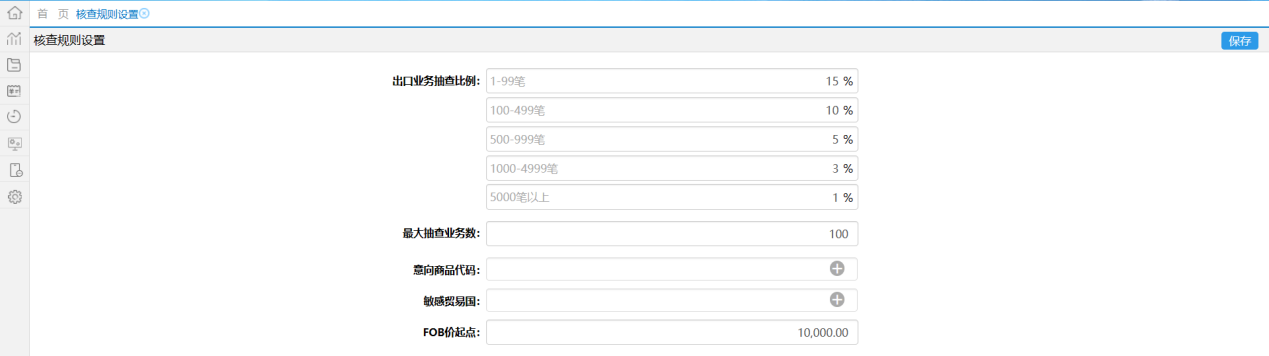 首 页 核查规则设置
核查规则设置 保存
出口业务抽查比例： 1-99笔 15 %
100-499笔 10 %
500-999笔 5 %
1000-4999笔 3 %
5000笔以上 1 %
最大抽查业务数： 100
意向商品代码：
敏感贸易国：
FOB价起点： 10,000.00